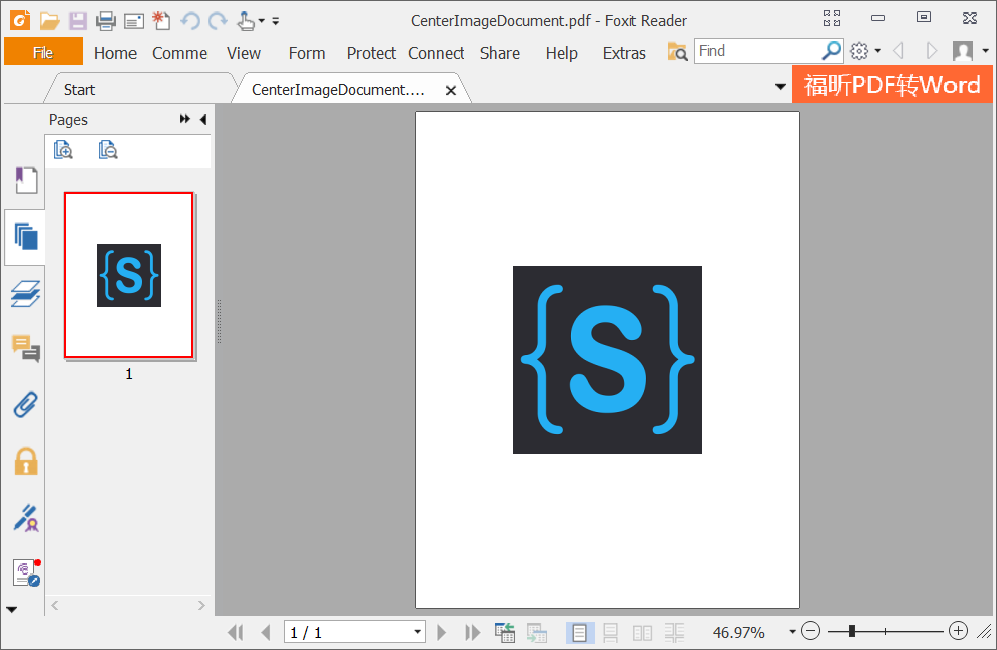 CenterImageDocument.pdf - Foxit Reader
File Home Comme View Form Protect Connect Share Help Extras Find
Start CenterImageDocument.... 福昕PDF转Word
Pages
{S}
1
{S}
1 / 1 46.97%